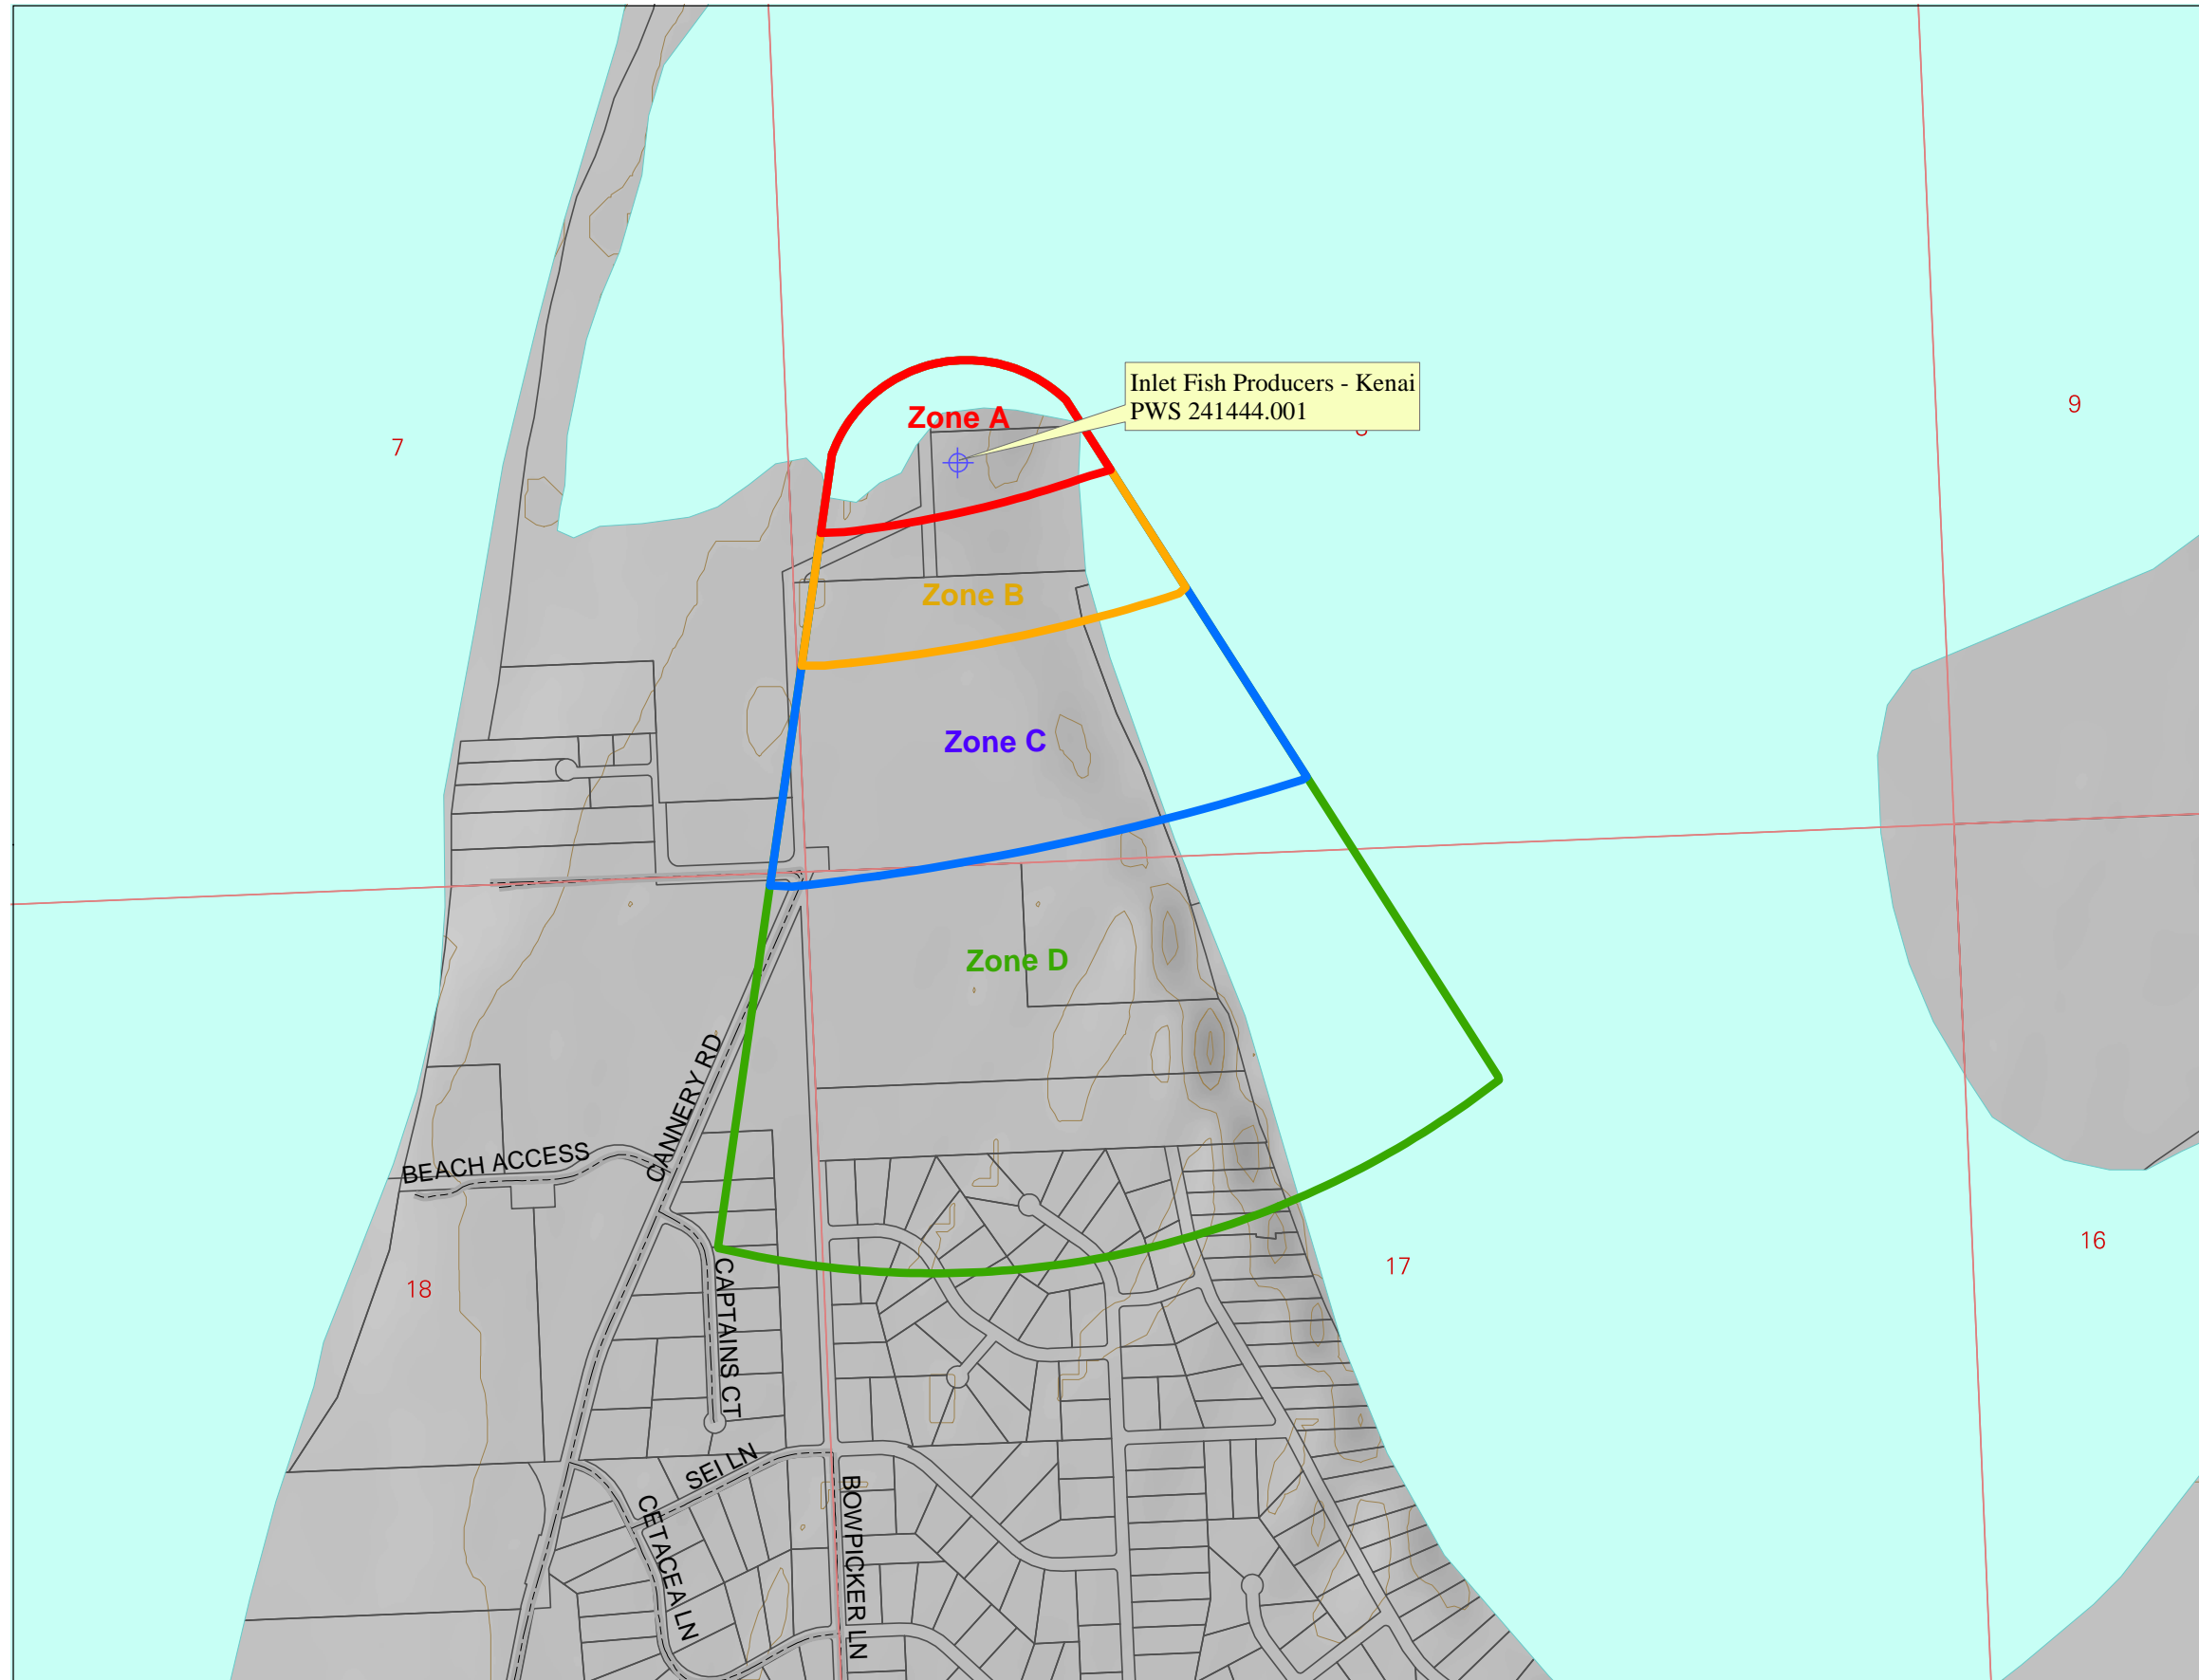 Inlet Fish Producers - Kenai
PWS 241444.001
9
Zone A
7
Zone B
Zone C
Zone D
CANNERY RD
BEACH ACCESS
16
17
18
CAPTAINS CT
SEI LN
CETACEA LN
BOWPICKER LN